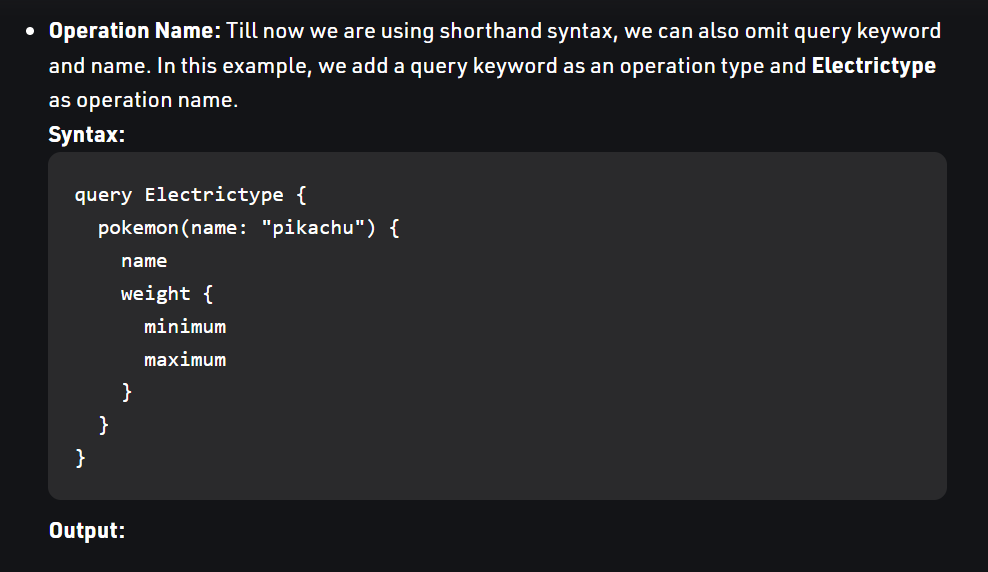 Operation Name: Till now we are using shorthand syntax, we can also omit query keyword
and name. In this example, we add a query keyword as an operation type and Electrictype
as operation name.
Syntax:
query Electrictype {
  pokemon(name: "pikachu") {
    name
    weight {
      minimum
      maximum
    }
  }
}
Output: